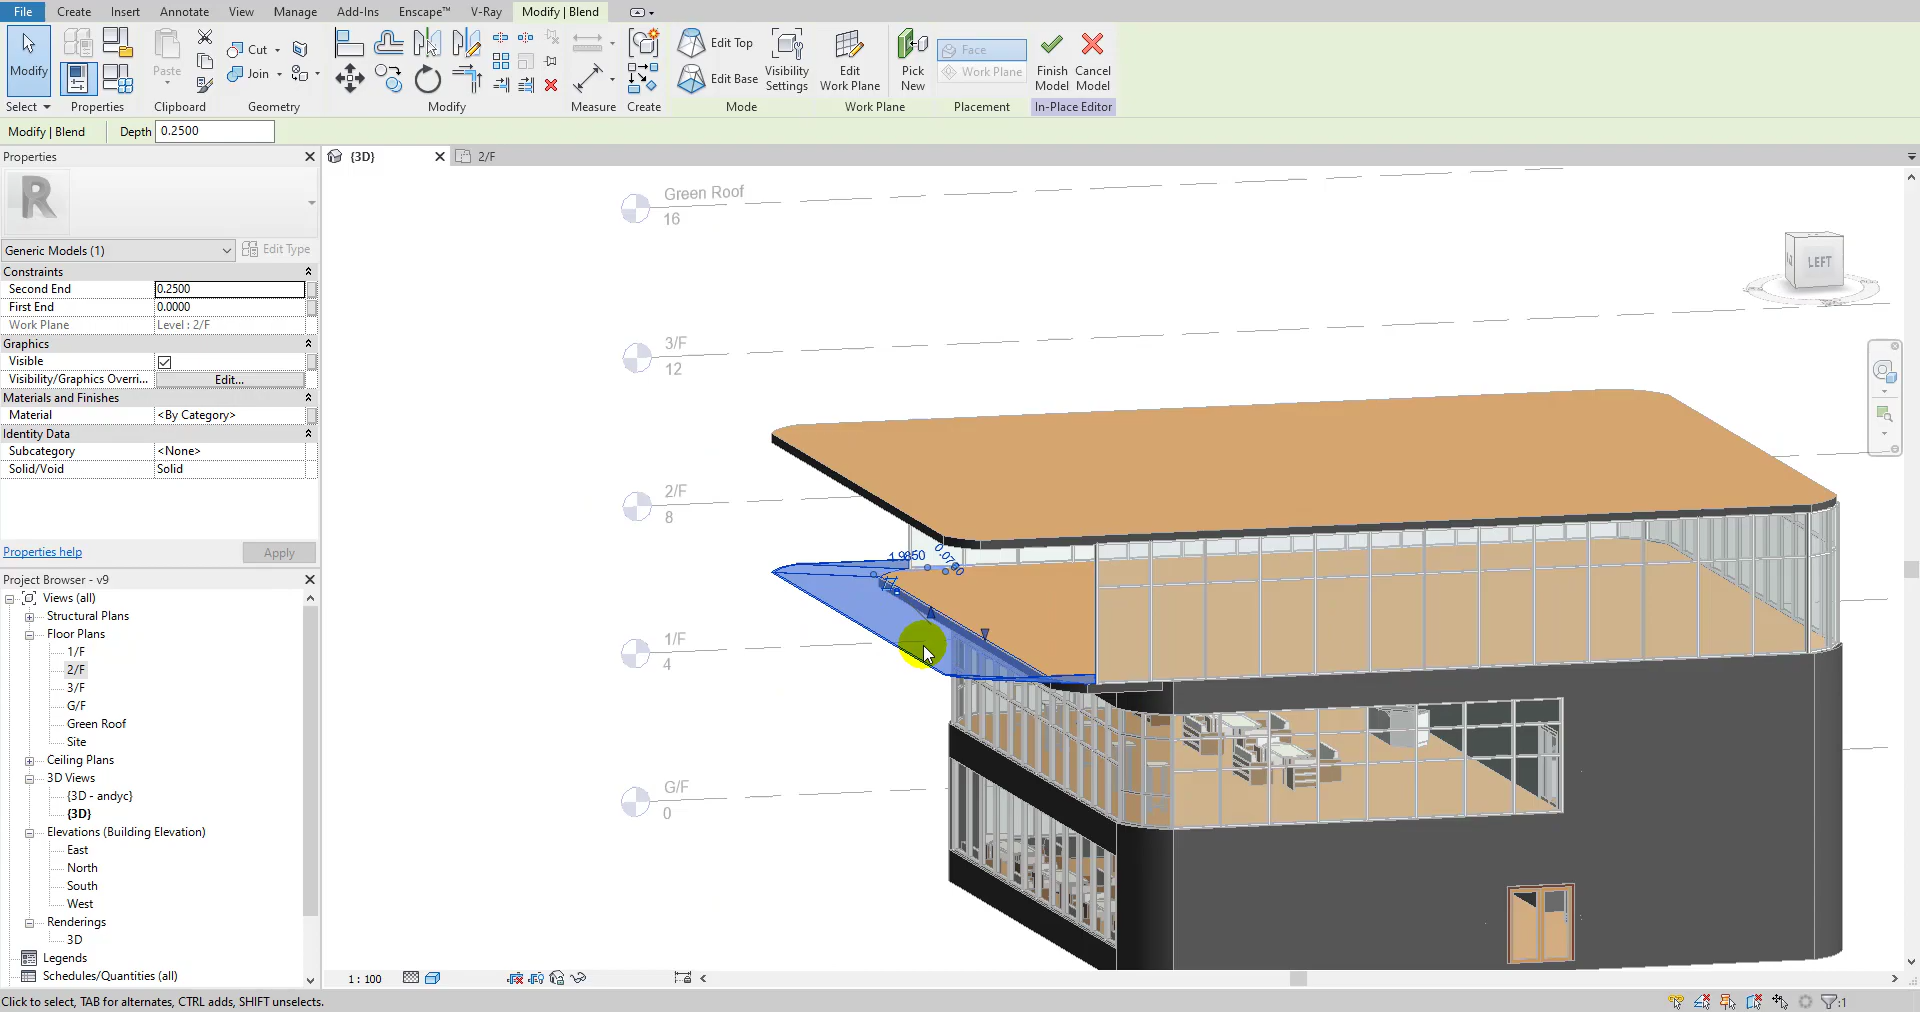 File Create Insert Annotate View Manage Add-Ins Enscape™ V-Ray Modify | Blend
Modify
Paste
Cut
Join
Edit Top
Edit Base
Visibility Settings
Edit Work Plane
Pick New
Face
Work Plane
Finish Model
Cancel Model
Select Properties Clipboard Geometry Modify Measure Create Mode Work Plane Placement In-Place Editor
Modify | Blend Depth 0.2500
Properties {3D} 2/F
R
Generic Models (1) Edit Type
Constraints
Second End 0.2500
First End 0.0000
Work Plane Level : 2/F
Graphics
Visible
Visibility/Graphics Overri... Edit...
Materials and Finishes
Material <By Category>
Identity Data
Subcategory <None>
Solid/Void Solid
Properties help Apply
Project Browser - v9
Views (all)
Structural Plans
Floor Plans
1/F
2/F
3/F
G/F
Green Roof
Site
Ceiling Plans
3D Views
{3D - andyc}
{3D}
Elevations (Building Elevation)
East
North
South
West
Renderings
3D
Legends
Schedules/Quantities (all)
Green Roof
16
3/F
12
2/F
8
1/F
4
G/F
0
LEFT
1 : 100
Click to select, TAB for alternates, CTRL adds, SHIFT unselects.
:1